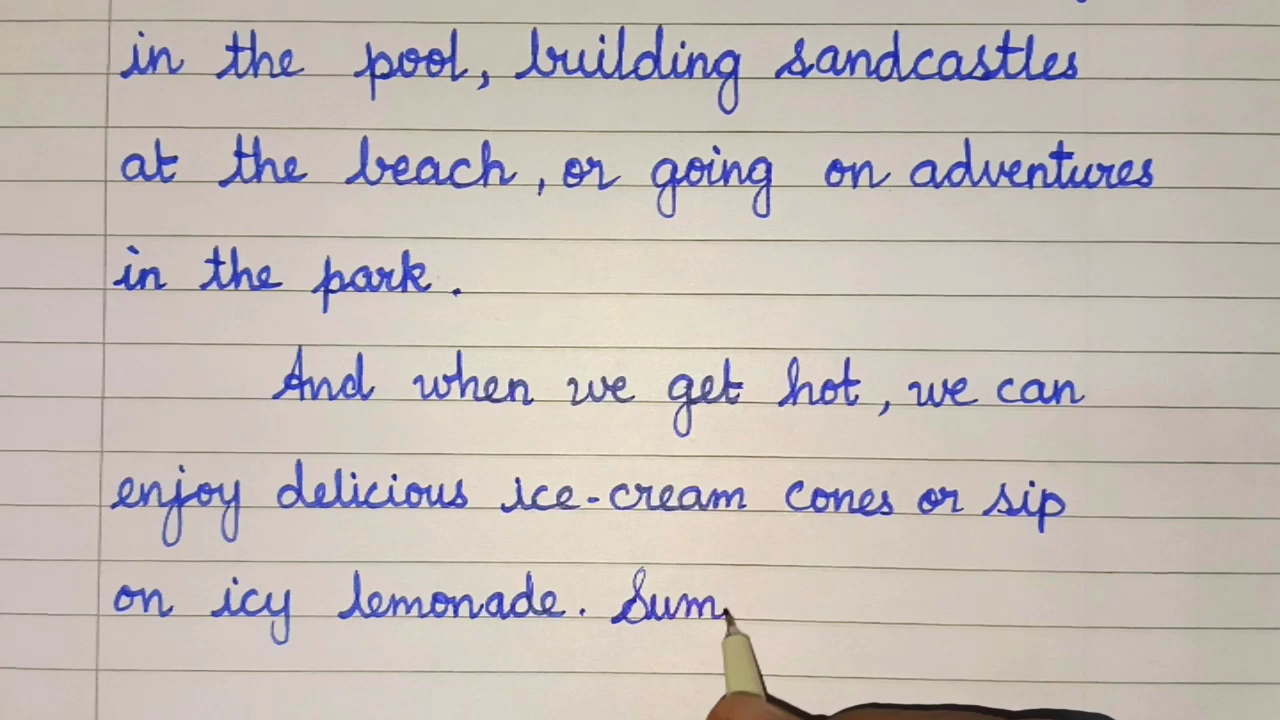 in the pool, building sandcastles
at the beach, or going on adventures
in the park.
And when we get hot, we can
enjoy delicious ice-cream cones or sip
on icy lemonade. Sum